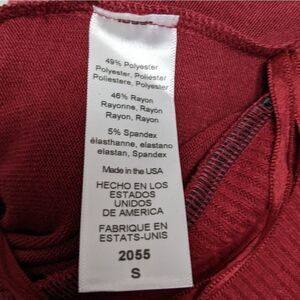 49% Polyester
Polyester, Poliéster
Poliestere, Polyester
46% Rayon
Rayonne, Rayón
Rayon, Rayon
5% Spandex
élasthanne, elastano
elastan, Spandex
Made in the USA
HECHO EN LOS
ESTADOS
UNIDOS
DE AMERICA
FABRIQUE EN
ESTATS-UNIS
2055
S